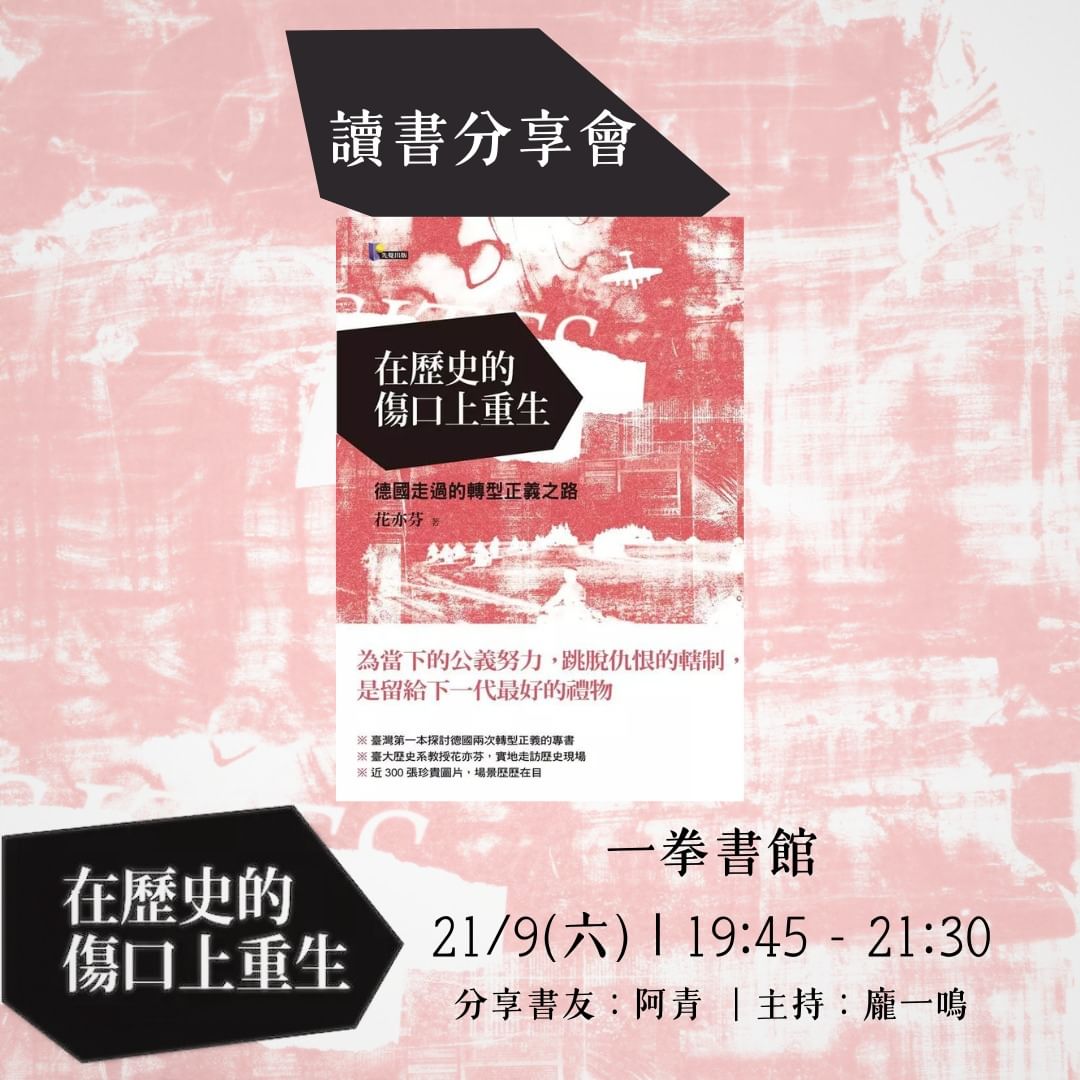 讀書分享會
先覺出版
在歷史的
傷口上重生
德國走過的轉型正義之路
花亦芬 著
為當下的公義努力，跳脫仇恨的轄制，
是留給下一代最好的禮物
※ 臺灣第一本探討德國兩次轉型正義的專書
※ 臺大歷史系教授花亦芬，實地走訪歷史現場
※ 近 300 張珍貴圖片，場景歷歷在目
一拳書館
在歷史的
傷口上重生
21/9(六) | 19:45 - 21:30
分享書友：阿青 | 主持：龐一鳴